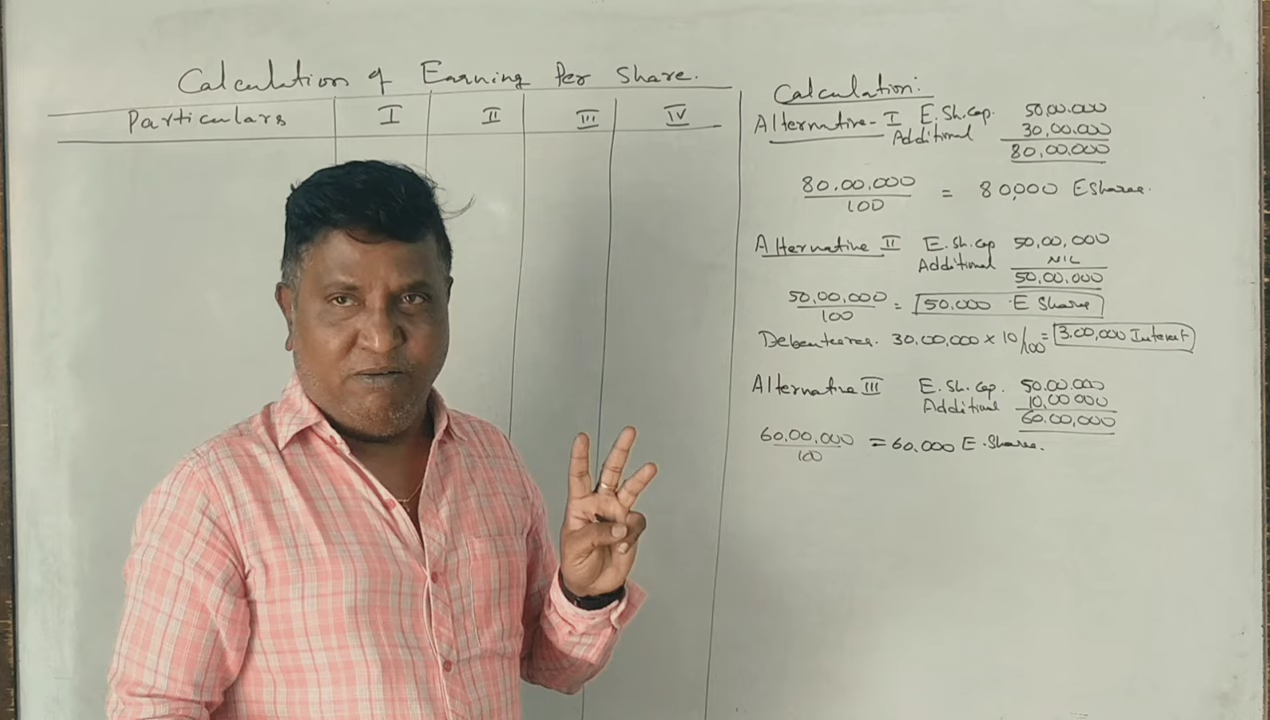 Calculation of Earning Per Share.
Particulars I II III IV
Calculation:
Alternative-I E.Sh.Cap. 50,00,000
Additional 30,00,000
80,00,000
80,00,000/100 = 80,000 E Shares.
Alternative II E.Sh.Cap 50,00,000
Additional NIL
50,00,000
50,00,000/100 = 50,000 E Share
Debentures. 30,00,000 × 10/100 = 3,00,000 Interest
Alternative III E.Sh.Cap. 50,00,000
Additional 10,00,000
60,00,000
60,00,000/100 = 60,000 E.Shares.